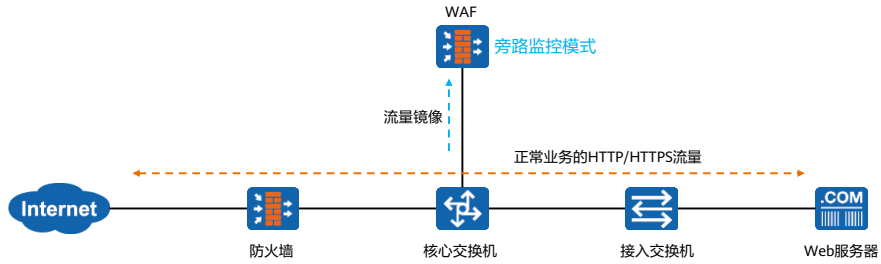 WAF
旁路监控模式
流量镜像
正常业务的HTTP/HTTPS流量
Internet
.COM
防火墙
核心交换机
接入交换机
Web服务器